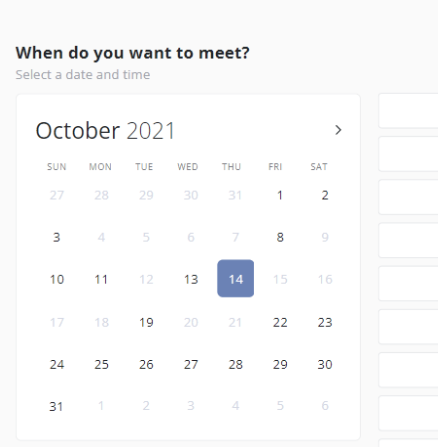 When do you want to meet?
Select a date and time
October 2021 >
SUN MON TUE WED THU FRI SAT
27 28 29 30 31 1 2
3 4 5 6 7 8 9
10 11 12 13 14 15 16
17 18 19 20 21 22 23
24 25 26 27 28 29 30
31 1 2 3 4 5 6